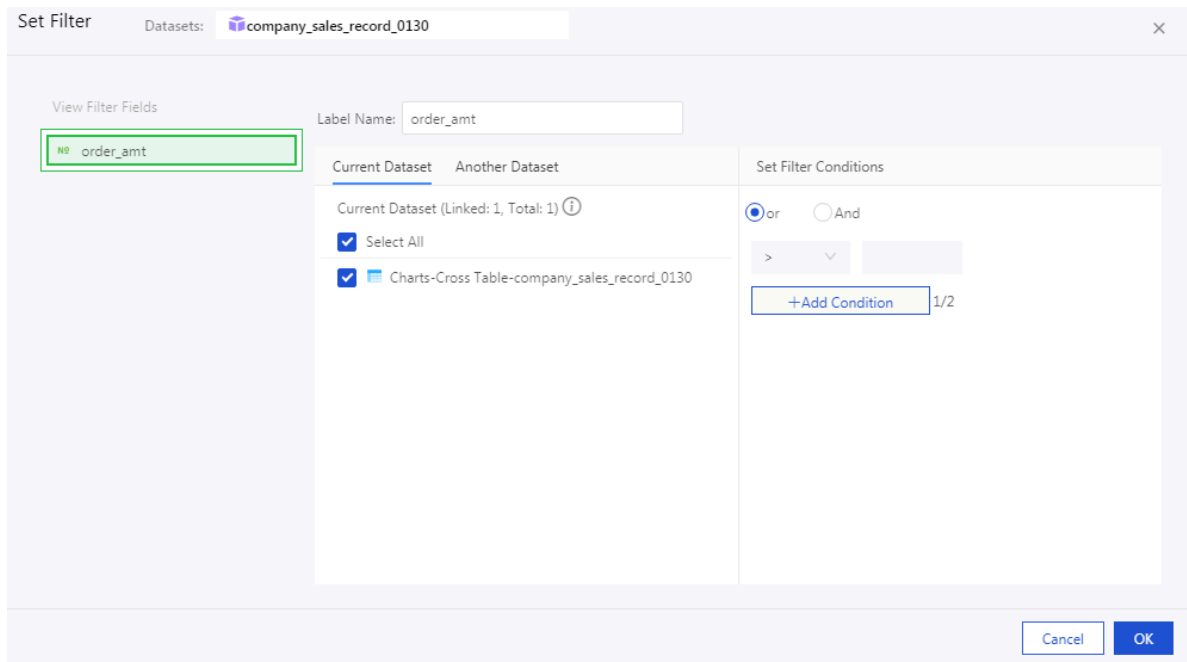 Set Filter Datasets: company_sales_record_0130
View Filter Fields
Nº order_amt
Label Name: order_amt
Current Dataset Another Dataset
Current Dataset (Linked: 1, Total: 1)
Select All
Charts-Cross Table-company_sales_record_0130
Set Filter Conditions
or And
>
+Add Condition 1/2
Cancel OK